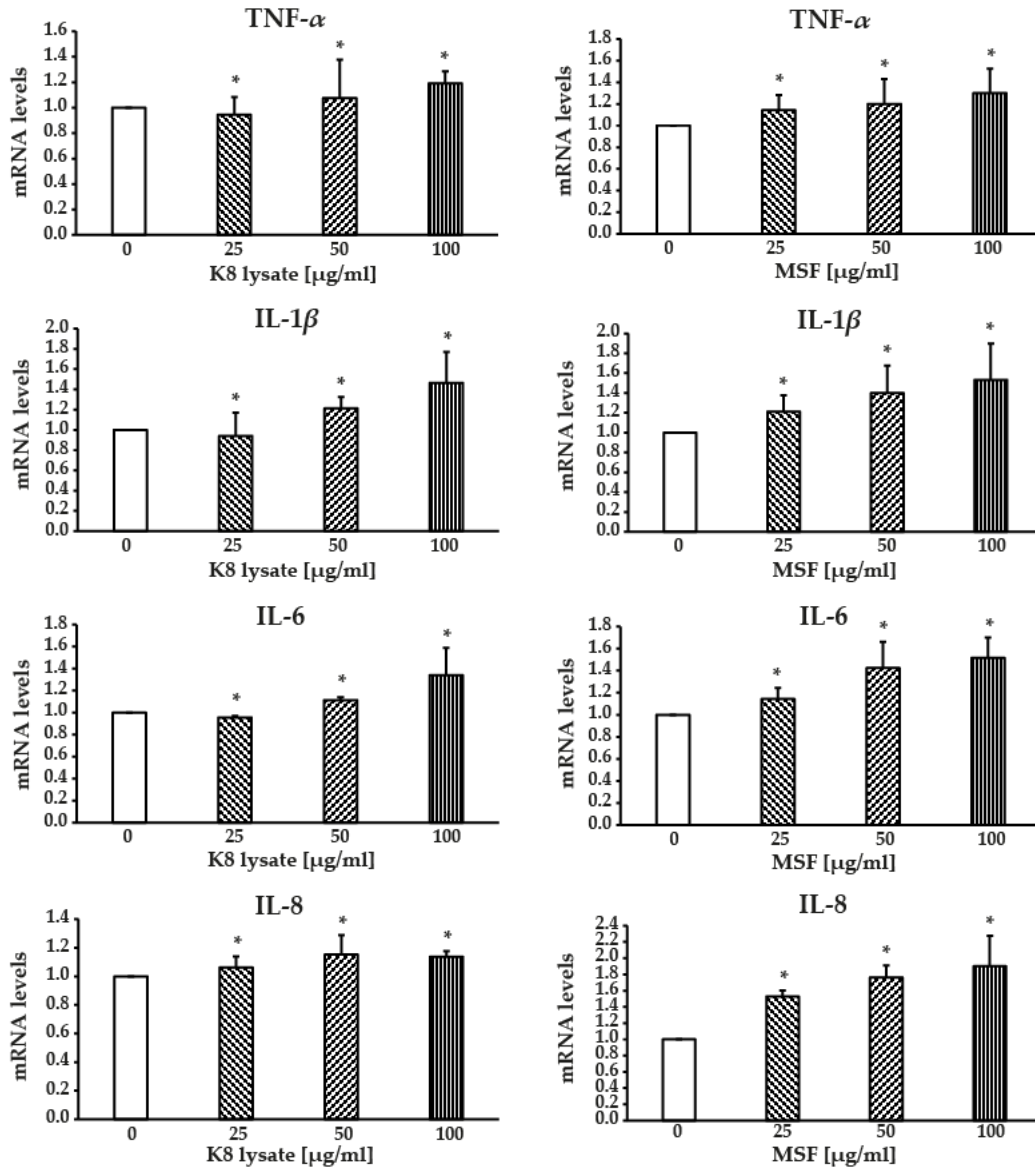 TNF-α
mRNA levels
1.6
1.4
1.2
1.0
0.8
0.6
0.4
0.2
0.0
* * *
0 25 50 100
K8 lysate [µg/ml]
TNF-α
mRNA levels
1.8
1.6
1.4
1.2
1.0
0.8
0.6
0.4
0.2
0.0
* * *
0 25 50 100
MSF [µg/ml]
IL-1β
mRNA levels
2.0
1.8
1.6
1.4
1.2
1.0
0.8
0.6
0.4
0.2
0.0
* * *
0 25 50 100
K8 lysate [µg/ml]
IL-1β
mRNA levels
2.0
1.8
1.6
1.4
1.2
1.0
0.8
0.6
0.4
0.2
0.0
* * *
0 25 50 100
MSF [µg/ml]
IL-6
mRNA levels
1.8
1.6
1.4
1.2
1.0
0.8
0.6
0.4
0.2
0.0
* * *
0 25 50 100
K8 lysate [µg/ml]
IL-6
mRNA levels
1.8
1.6
1.4
1.2
1.0
0.8
0.6
0.4
0.2
0.0
* * *
0 25 50 100
MSF [µg/ml]
IL-8
mRNA levels
1.4
1.2
1.0
0.8
0.6
0.4
0.2
0.0
* * *
0 25 50 100
K8 lysate [µg/ml]
IL-8
mRNA levels
2.4
2.2
2.0
1.8
1.6
1.4
1.2
1.0
0.8
0.6
0.4
0.2
0.0
* * *
0 25 50 100
MSF [µg/ml]